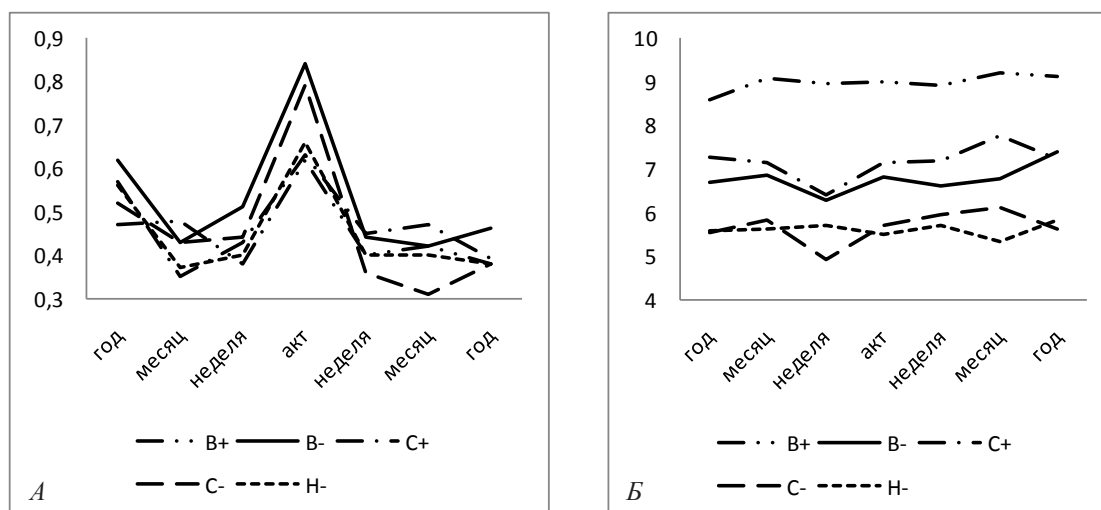 0,9
0,8
0,7
0,6
0,5
0,4
0,3
год
месяц
неделя
акт
неделя
месяц
год
В+ В- С+
С- Н-
А
10
9
8
7
6
5
4
год
месяц
неделя
акт
неделя
месяц
год
В+ В- С+
С- Н-
Б